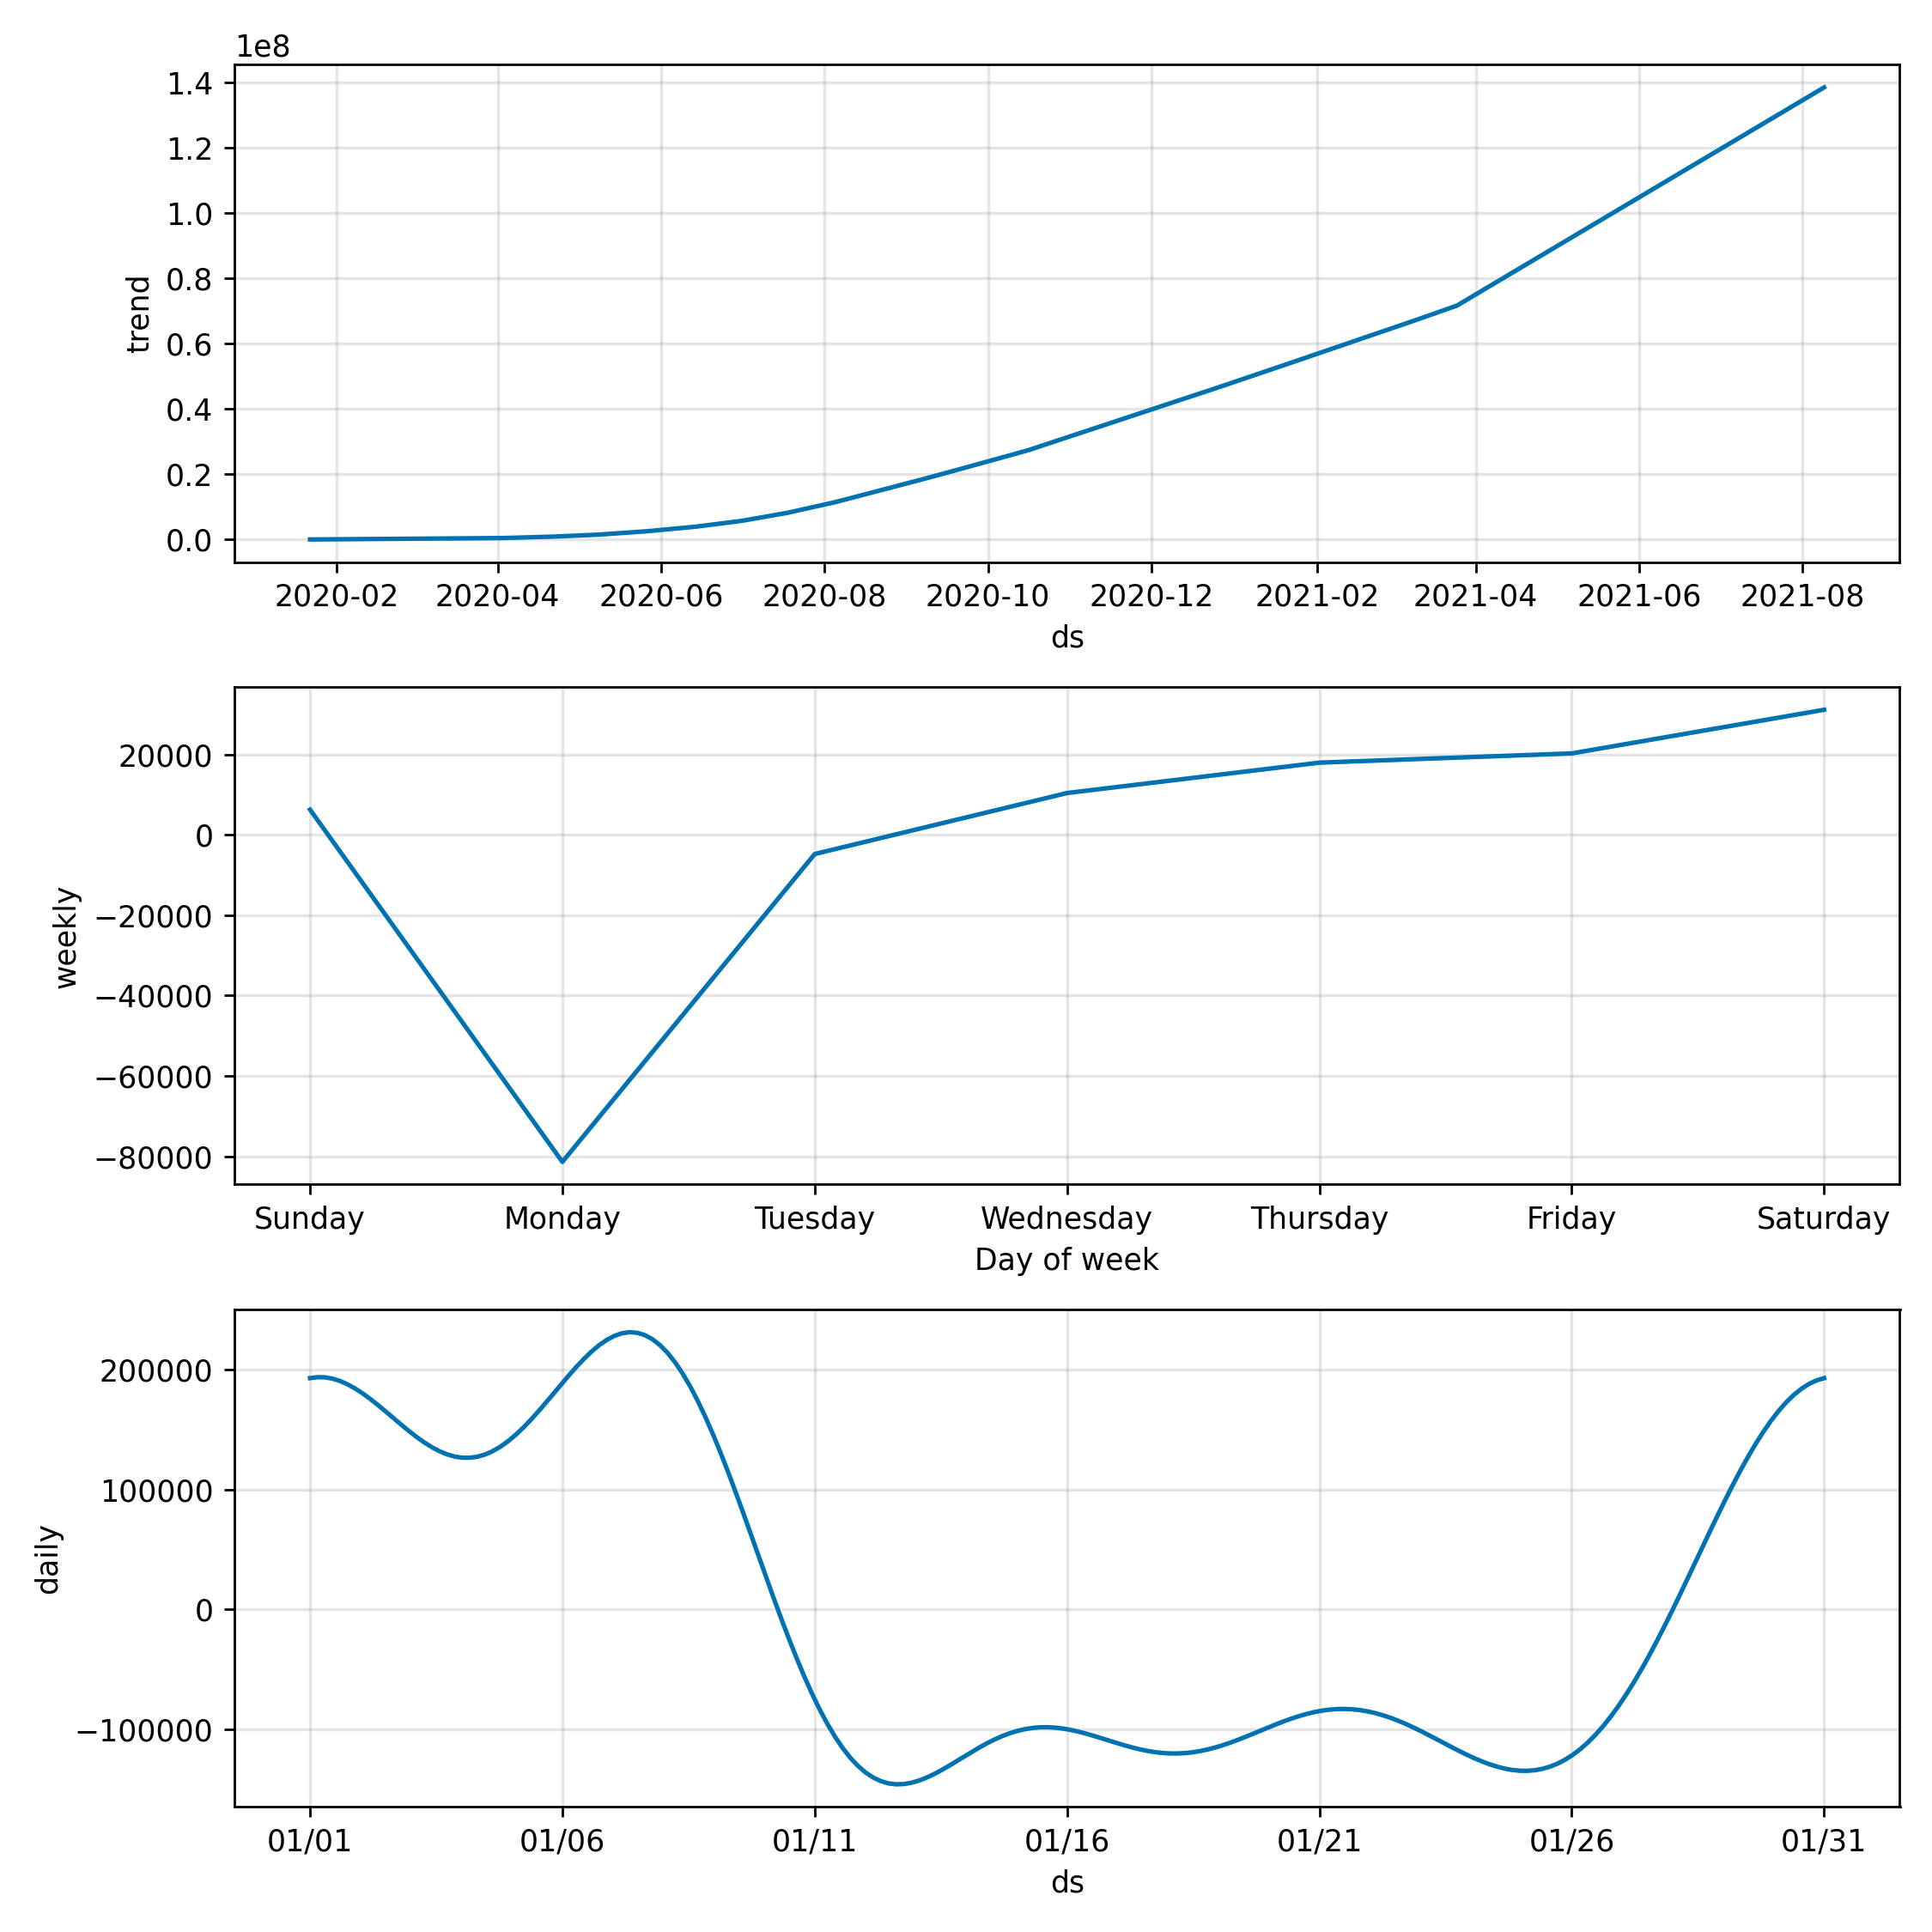 1e8
1.4
1.2
1.0
0.8
0.6
0.4
0.2
0.0
trend
2020-02 2020-04 2020-06 2020-08 2020-10 2020-12 2021-02 2021-04 2021-06 2021-08
ds
20000
0
−20000
−40000
−60000
−80000
weekly
Sunday Monday Tuesday Wednesday Thursday Friday Saturday
Day of week
200000
100000
0
−100000
daily
01/01 01/06 01/11 01/16 01/21 01/26 01/31
ds